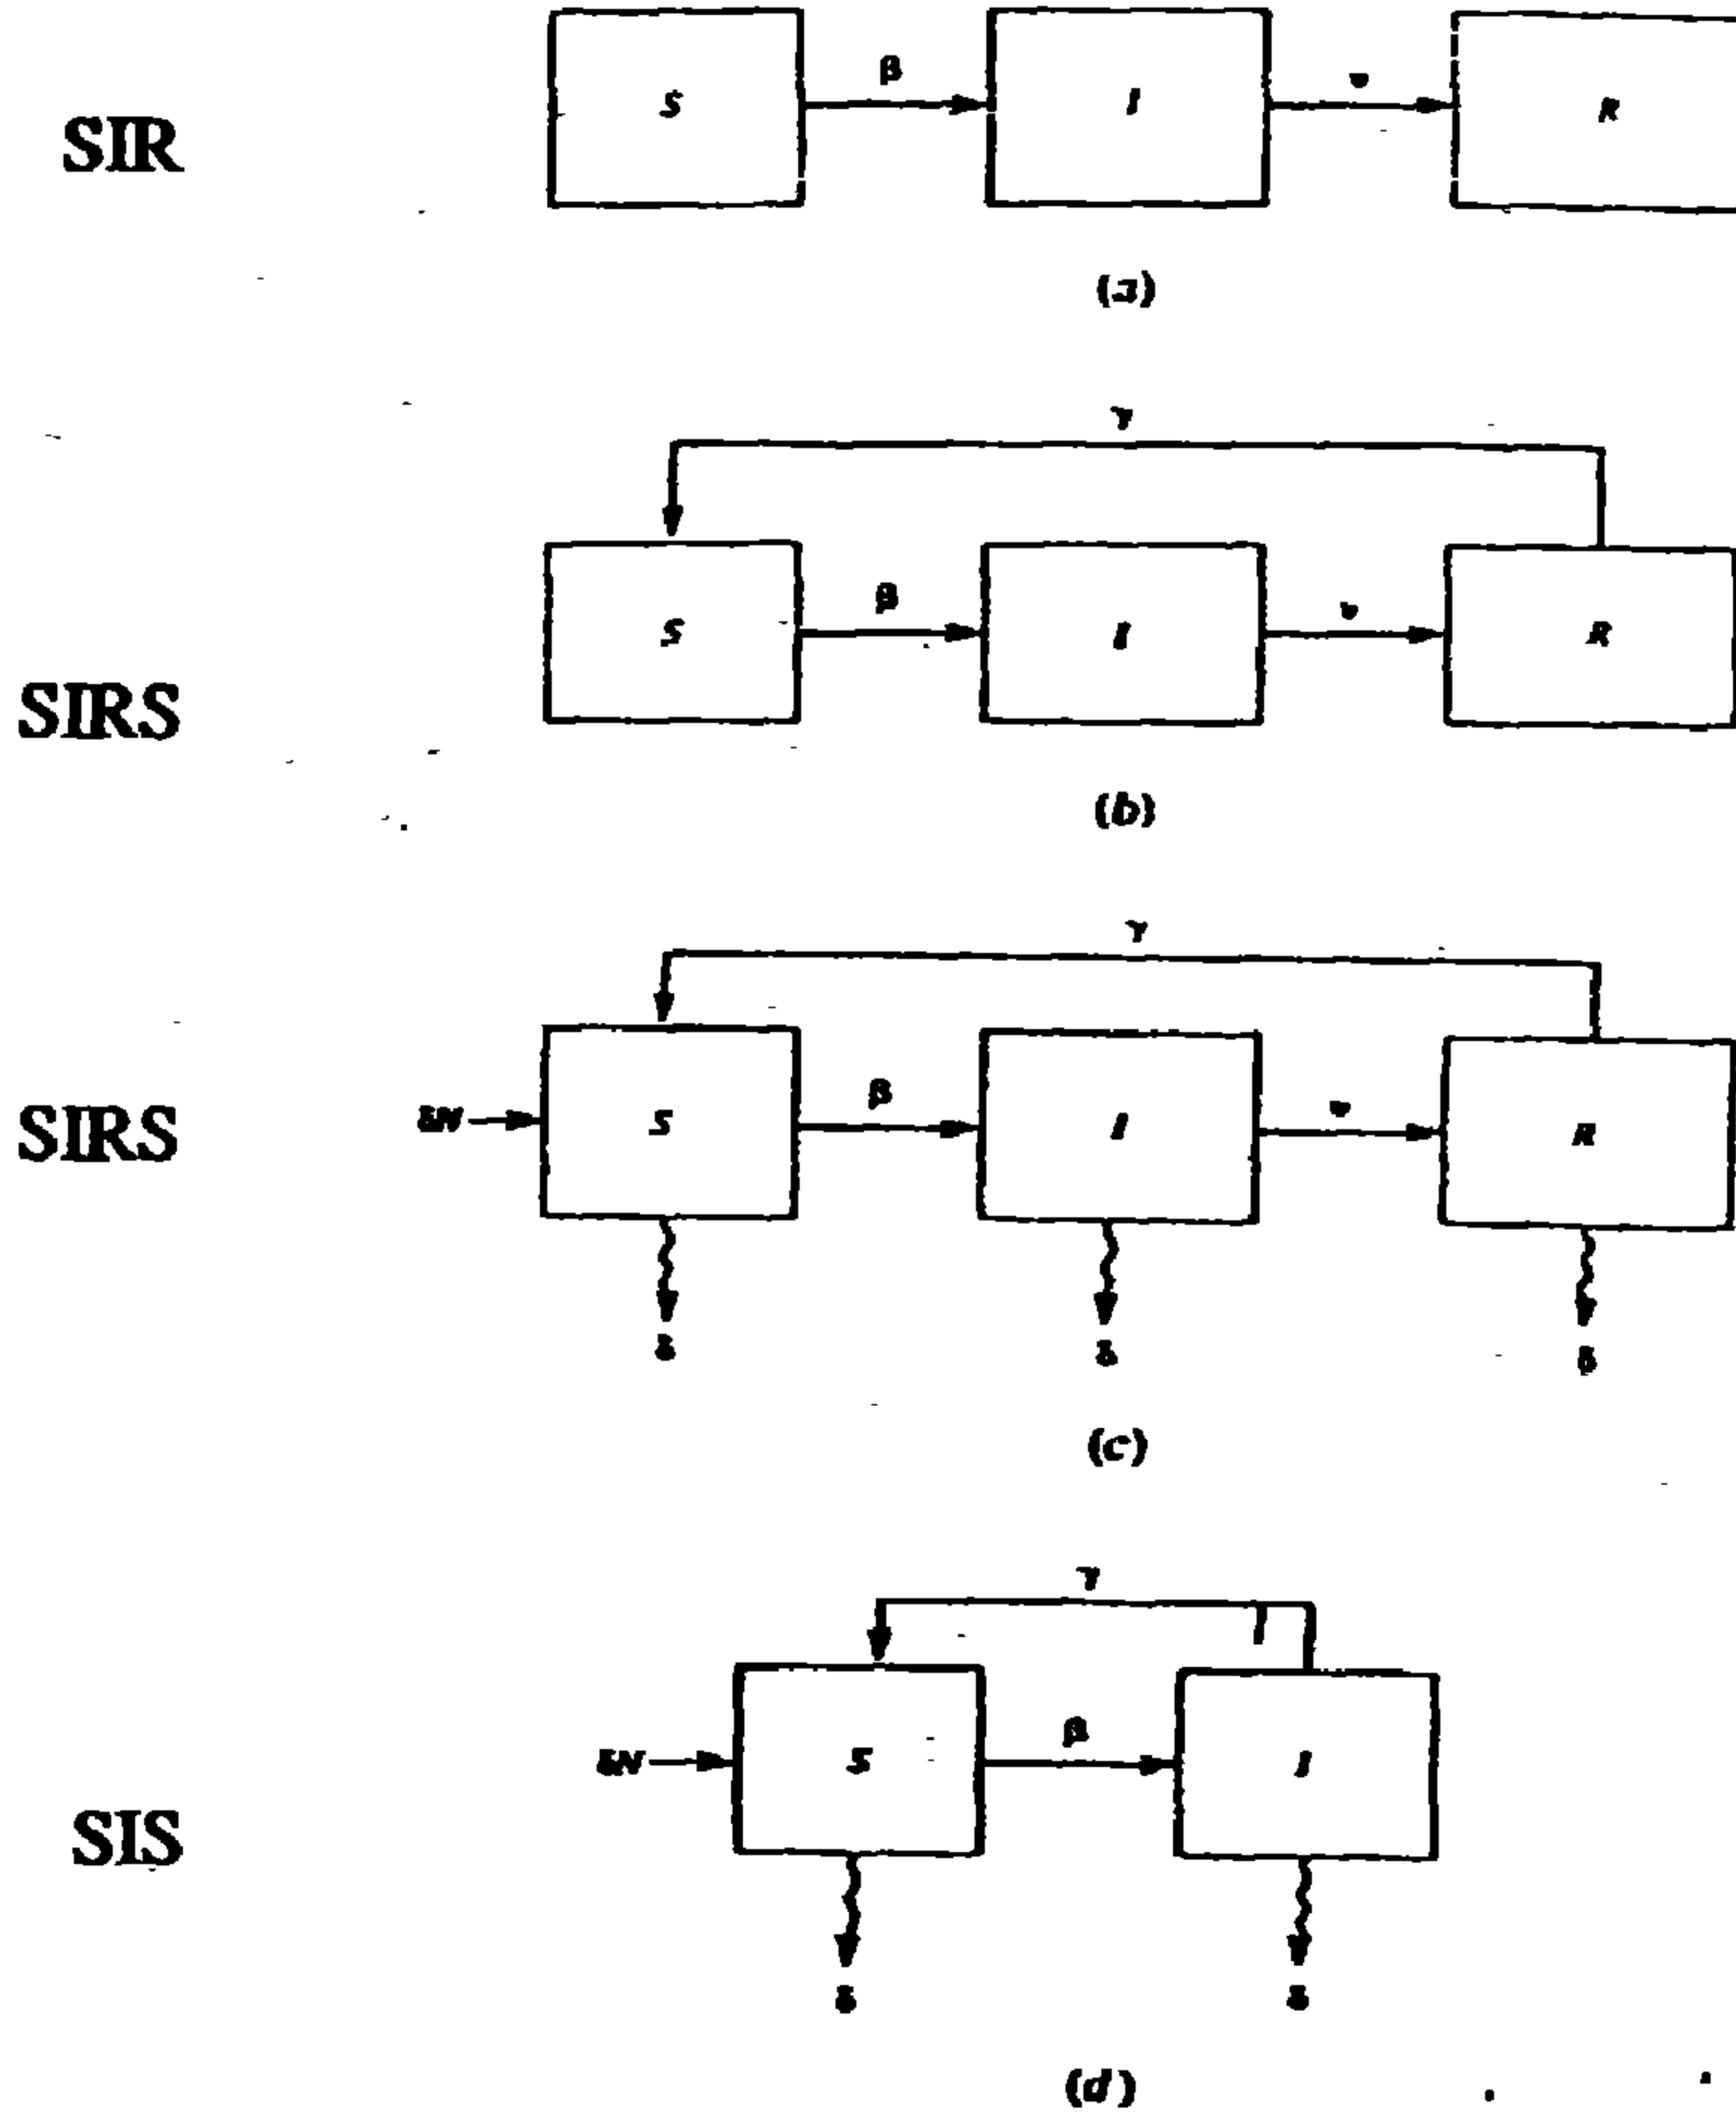 β
ν
S I R
SIR
(a)
γ
β
ν
S I R
SIRS
(b)
γ
β
ν
δN S I R
SIRS
δ δ δ
(c)
γ
β
δN S I
SIS
δ δ
(d)